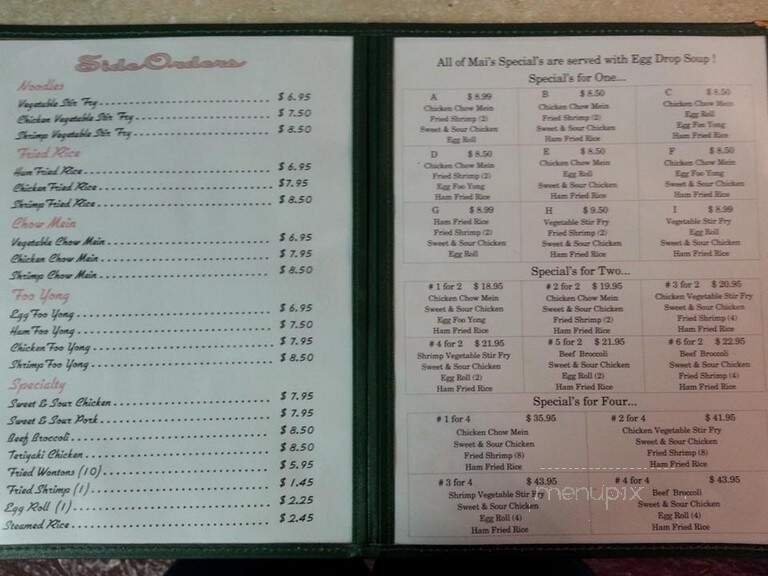 Side Orders
Noodles
Vegetable Stir Fry $ 6.95
Chicken Vegetable Stir Fry $ 7.50
Shrimp Vegetable Stir Fry $ 8.50
Fried Rice
Ham Fried Rice $ 6.95
Chicken Fried Rice $7.95
Shrimp Fried Rice $ 8.50
Chow Mein
Vegetable Chow Mein $ 6.95
Chicken Chow Mein $ 7.95
Shrimp Chow Mein $ 8.50
Foo Yong
Egg Foo Yong $ 6.95
Ham Foo Yong $ 7.50
Chicken Foo Yong $ 7.95
Shrimp Foo Yong $ 8.50
Specialty
Sweet & Sour Chicken $ 7.95
Sweet & Sour Pork $ 7.95
Beef Broccoli $ 8.50
Teriyaki Chicken $ 8.50
Fried Wontons (10) $ 5.95
Fried Shrimp (1) $ 1.45
Egg Roll (1) $ 2.25
Steamed Rice $ 2.45
All of Mai's Special's are served with Egg Drop Soup !
Special's for One...
A $ 8.99
Chicken Chow Mein
Fried Shrimp (2)
Sweet & Sour Chicken
Egg Roll
B $ 8.50
Chicken Chow Mein
Fried Shrimp (2)
Sweet & Sour Chicken
Ham Fried Rice
C $ 8.50
Chicken Chow Mein
Egg Roll
Egg Foo Yong
Ham Fried Rice
D $ 8.50
Chicken Chow Mein
Fried Shrimp (2)
Egg Foo Yong
Ham Fried Rice
E $ 8.50
Chicken Chow Mein
Egg Roll
Sweet & Sour Chicken
Ham Fried Rice
F $ 8.50
Chicken Chow Mein
Egg Foo Yong
Sweet & Sour Chicken
Ham Fried Rice
G $ 8.99
Ham Fried Rice
Fried Shrimp (2)
Sweet & Sour Chicken
Egg Roll
H $ 9.50
Vegetable Stir Fry
Fried Shrimp (2)
Sweet & Sour Chicken
Ham Fried Rice
I $ 8.99
Vegetable Stir Fry
Egg Roll
Sweet & Sour Chicken
Ham Fried Rice
Special's for Two...
# 1 for 2 $ 18.95
Chicken Chow Mein
Sweet & Sour Chicken
Egg Foo Yong
Ham Fried Rice
# 2 for 2 $ 19.95
Chicken Chow Mein
Sweet & Sour Chicken
Fried Shrimp (2)
Ham Fried Rice
# 3 for 2 $ 20.95
Chicken Vegetable Stir Fry
Sweet & Sour Chicken
Fried Shrimp (4)
Ham Fried Rice
# 4 for 2 $ 21.95
Shrimp Vegetable Stir Fry
Sweet & Sour Chicken
Egg Roll (2)
Ham Fried Rice
# 5 for 2 $ 21.95
Beef Broccoli
Sweet & Sour Chicken
Egg Roll (2)
Ham Fried Rice
# 6 for 2 $ 22.95
Beef Broccoli
Sweet & Sour Chicken
Fried Shrimp (4)
Ham Fried Rice
Special's for Four...
# 1 for 4 $ 35.95
Chicken Chow Mein
Sweet & Sour Chicken
Fried Shrimp (8)
Ham Fried Rice
# 2 for 4 $ 41.95
Chicken Vegetable Stir Fry
Sweet & Sour Chicken
Fried Shrimp (8)
Ham Fried Rice
# 3 for 4 $ 43.95
Shrimp Vegetable Stir Fry
Sweet & Sour Chicken
Egg Roll (4)
Ham Fried Rice
# 4 for 4 $ 43.95
Beef Broccoli
Sweet & Sour Chicken
Egg Roll (4)
Ham Fried Rice
menupix